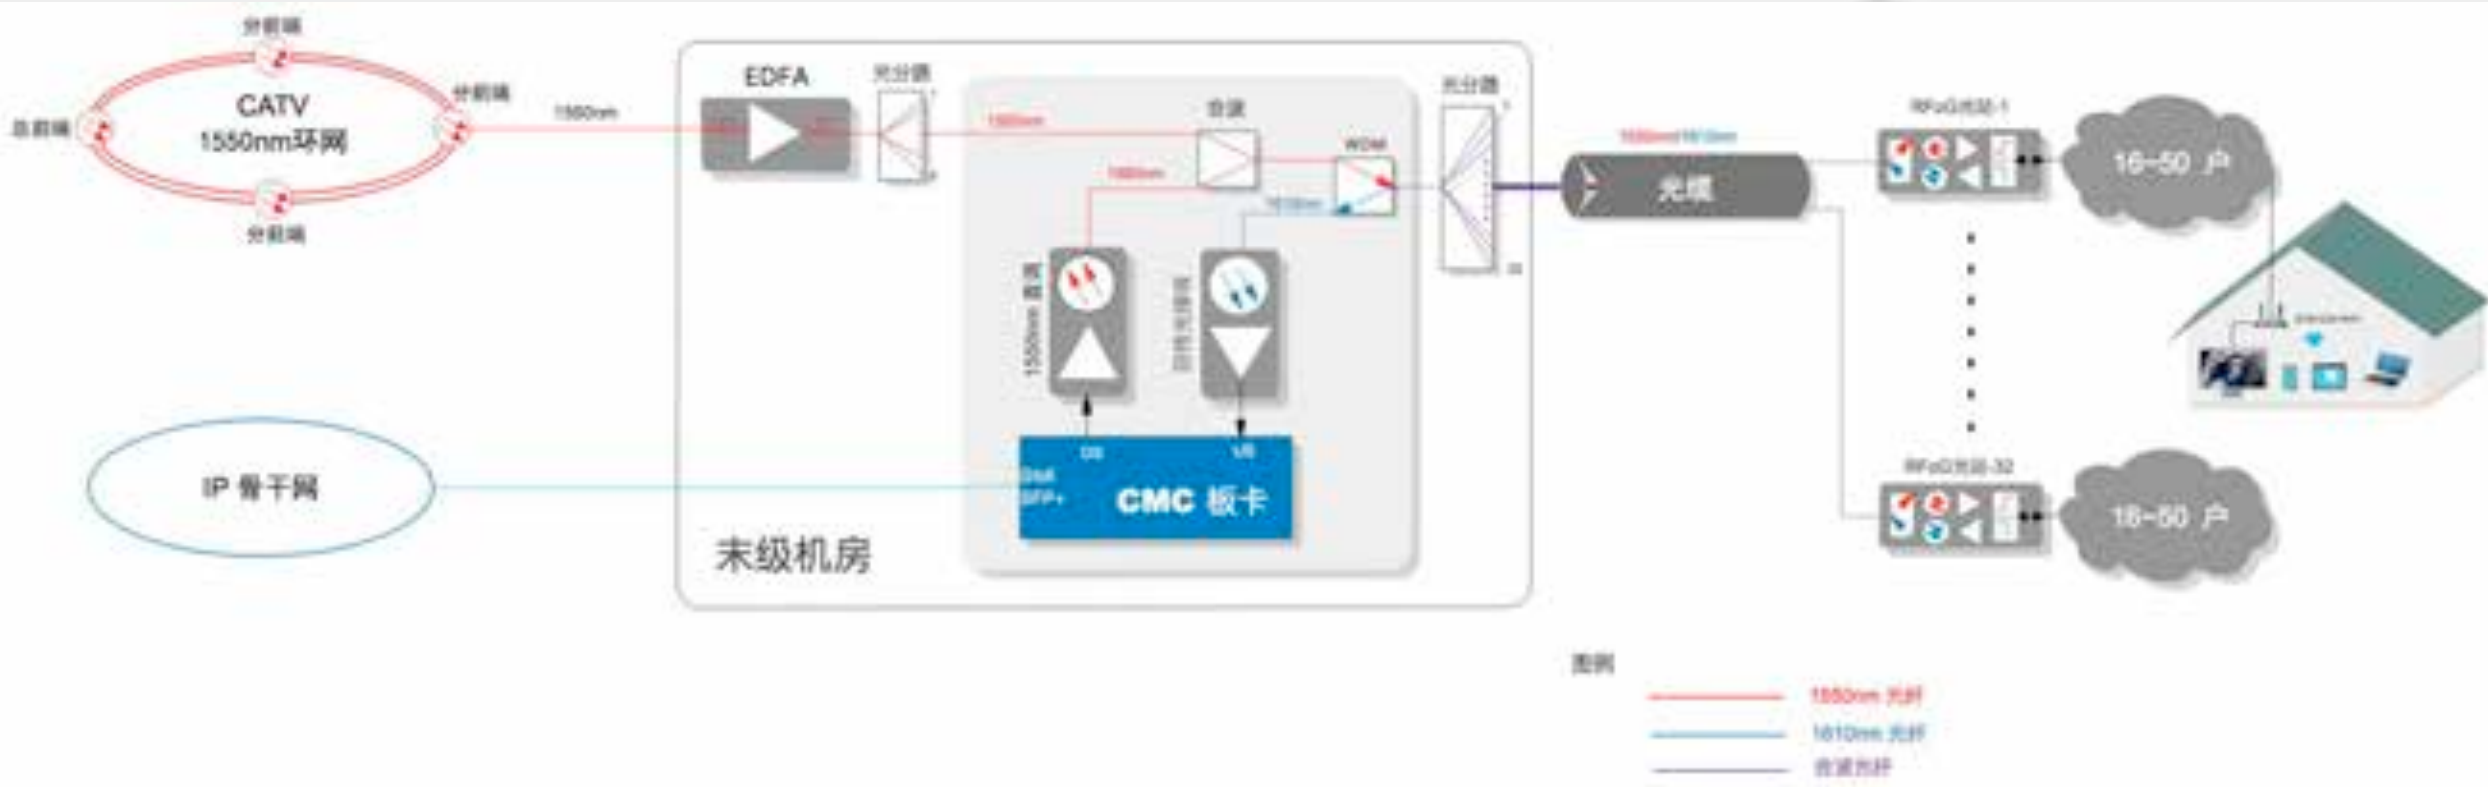 分前端
CATV
1550nm环网
总前端
分前端
分前端
1550nm
EDFA
光分路
1550nm
合波
1550nm
WDM
1610nm
1550nm 直调
CMC 板卡
DS
US
SFP+
末级机房
IP 骨干网
光分路
1550nm/1610nm
光缆
RFoG光站-1
16~50 户
RFoG光站-32
16~50 户
图例
1550nm 光纤
1610nm 光纤
合波光纤